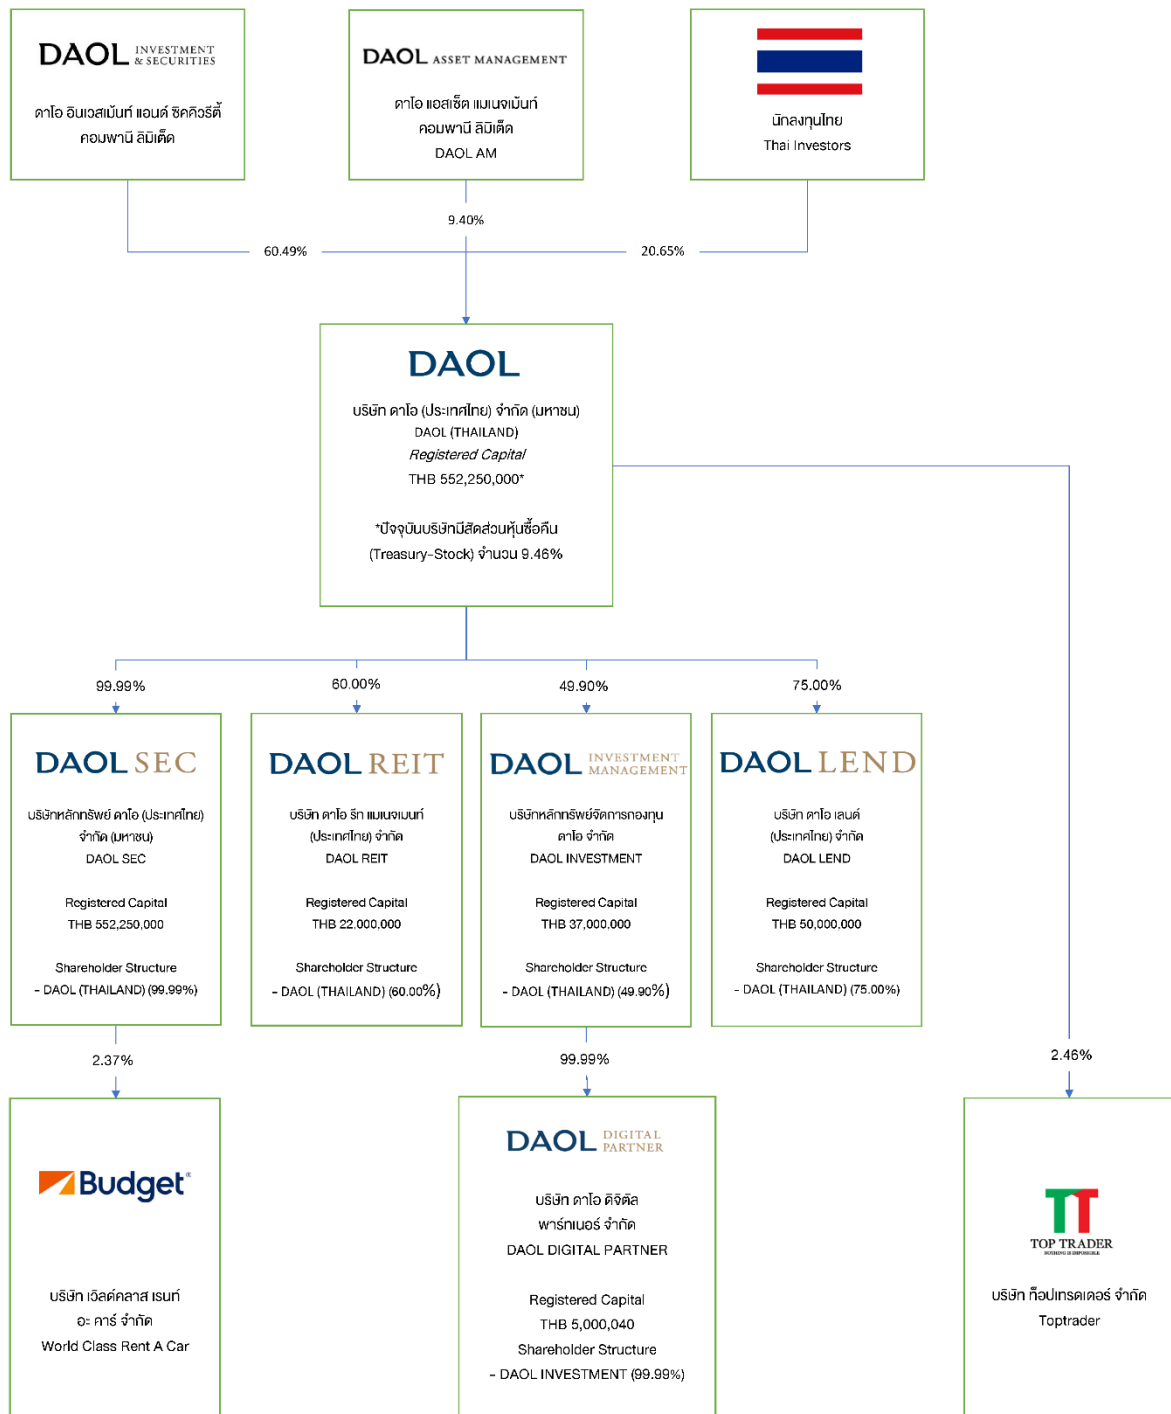 DAOL INVESTMENT & SECURITIES
ดาโอ อินเวสเม้นท์ แอนด์ ซิคคิวรีตี้
คอมพานี ลิมิเต็ด
DAOL ASSET MANAGEMENT
ดาโอ แอสเซ็ต แมเนจเม้นท์
คอมพานี ลิมิเต็ด
DAOL AM
นักลงทุนไทย
Thai Investors
9.40%
60.49%
20.65%
DAOL
บริษัท ดาโอ (ประเทศไทย) จำกัด (มหาชน)
DAOL (THAILAND)
Registered Capital
THB 552,250,000*
*ปัจจุบันบริษัทมีสัดส่วนหุ้นซื้อคืน
(Treasury-Stock) จำนวน 9.46%
99.99%
60.00%
49.90%
75.00%
DAOL SEC
บริษัทหลักทรัพย์ ดาโอ (ประเทศไทย)
จำกัด (มหาชน)
DAOL SEC
Registered Capital
THB 552,250,000
Shareholder Structure
- DAOL (THAILAND) (99.99%)
DAOL REIT
บริษัท ดาโอ รีท แมเนจเมนท์
(ประเทศไทย) จำกัด
DAOL REIT
Registered Capital
THB 22,000,000
Shareholder Structure
- DAOL (THAILAND) (60.00%)
DAOL INVESTMENT MANAGEMENT
บริษัทหลักทรัพย์จัดการกองทุน
ดาโอ จำกัด
DAOL INVESTMENT
Registered Capital
THB 37,000,000
Shareholder Structure
- DAOL (THAILAND) (49.90%)
DAOL LEND
บริษัท ดาโอ เลนด์
(ประเทศไทย) จำกัด
DAOL LEND
Registered Capital
THB 50,000,000
Shareholder Structure
- DAOL (THAILAND) (75.00%)
2.37%
99.99%
2.46%
Budget®
บริษัท เวิลด์คลาส เรนท์
อะ คาร์ จำกัด
World Class Rent A Car
DAOL DIGITAL PARTNER
บริษัท ดาโอ ดิจิตัล
พาร์ทเนอร์ จำกัด
DAOL DIGITAL PARTNER
Registered Capital
THB 5,000,040
Shareholder Structure
- DAOL INVESTMENT (99.99%)
TT
TOP TRADER
NOTHING IS IMPOSSIBLE
บริษัท ท็อปเทรดเดอร์ จำกัด
Toptrader